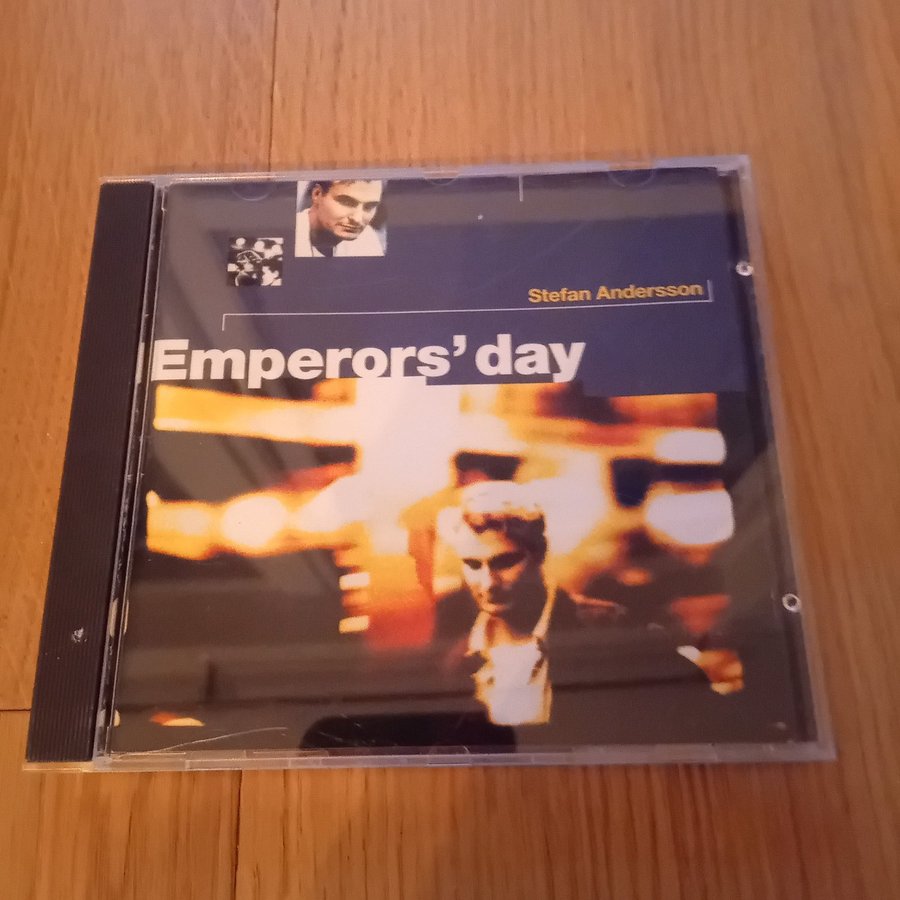 Stefan Andersson
Emperors’ day